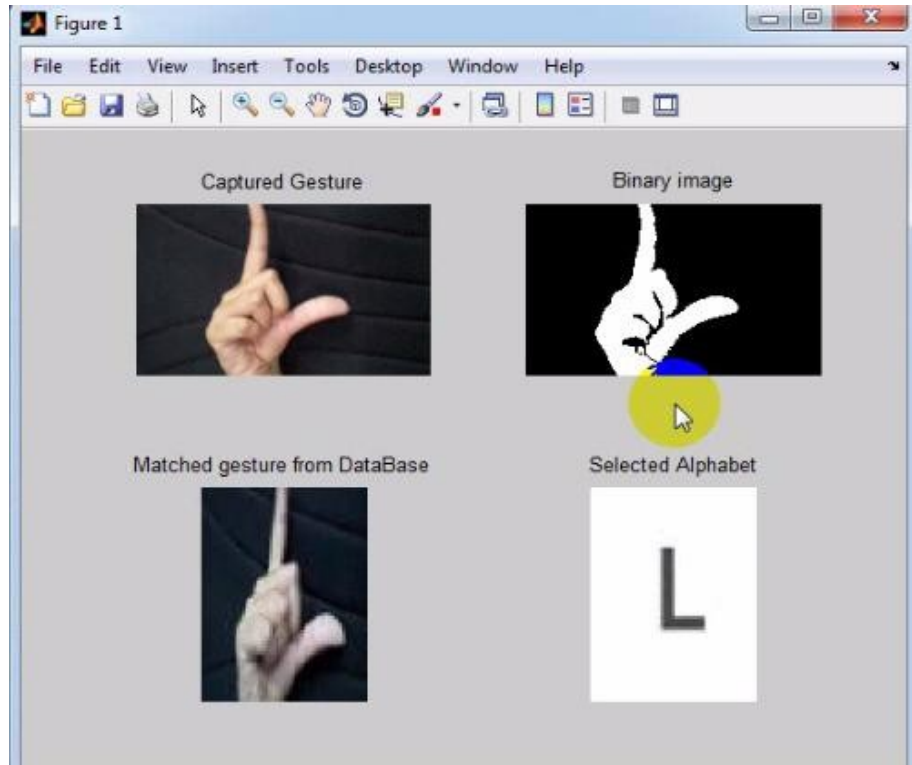 Figure 1
File Edit View Insert Tools Desktop Window Help
Captured Gesture
Binary image
Matched gesture from DataBase
Selected Alphabet
L